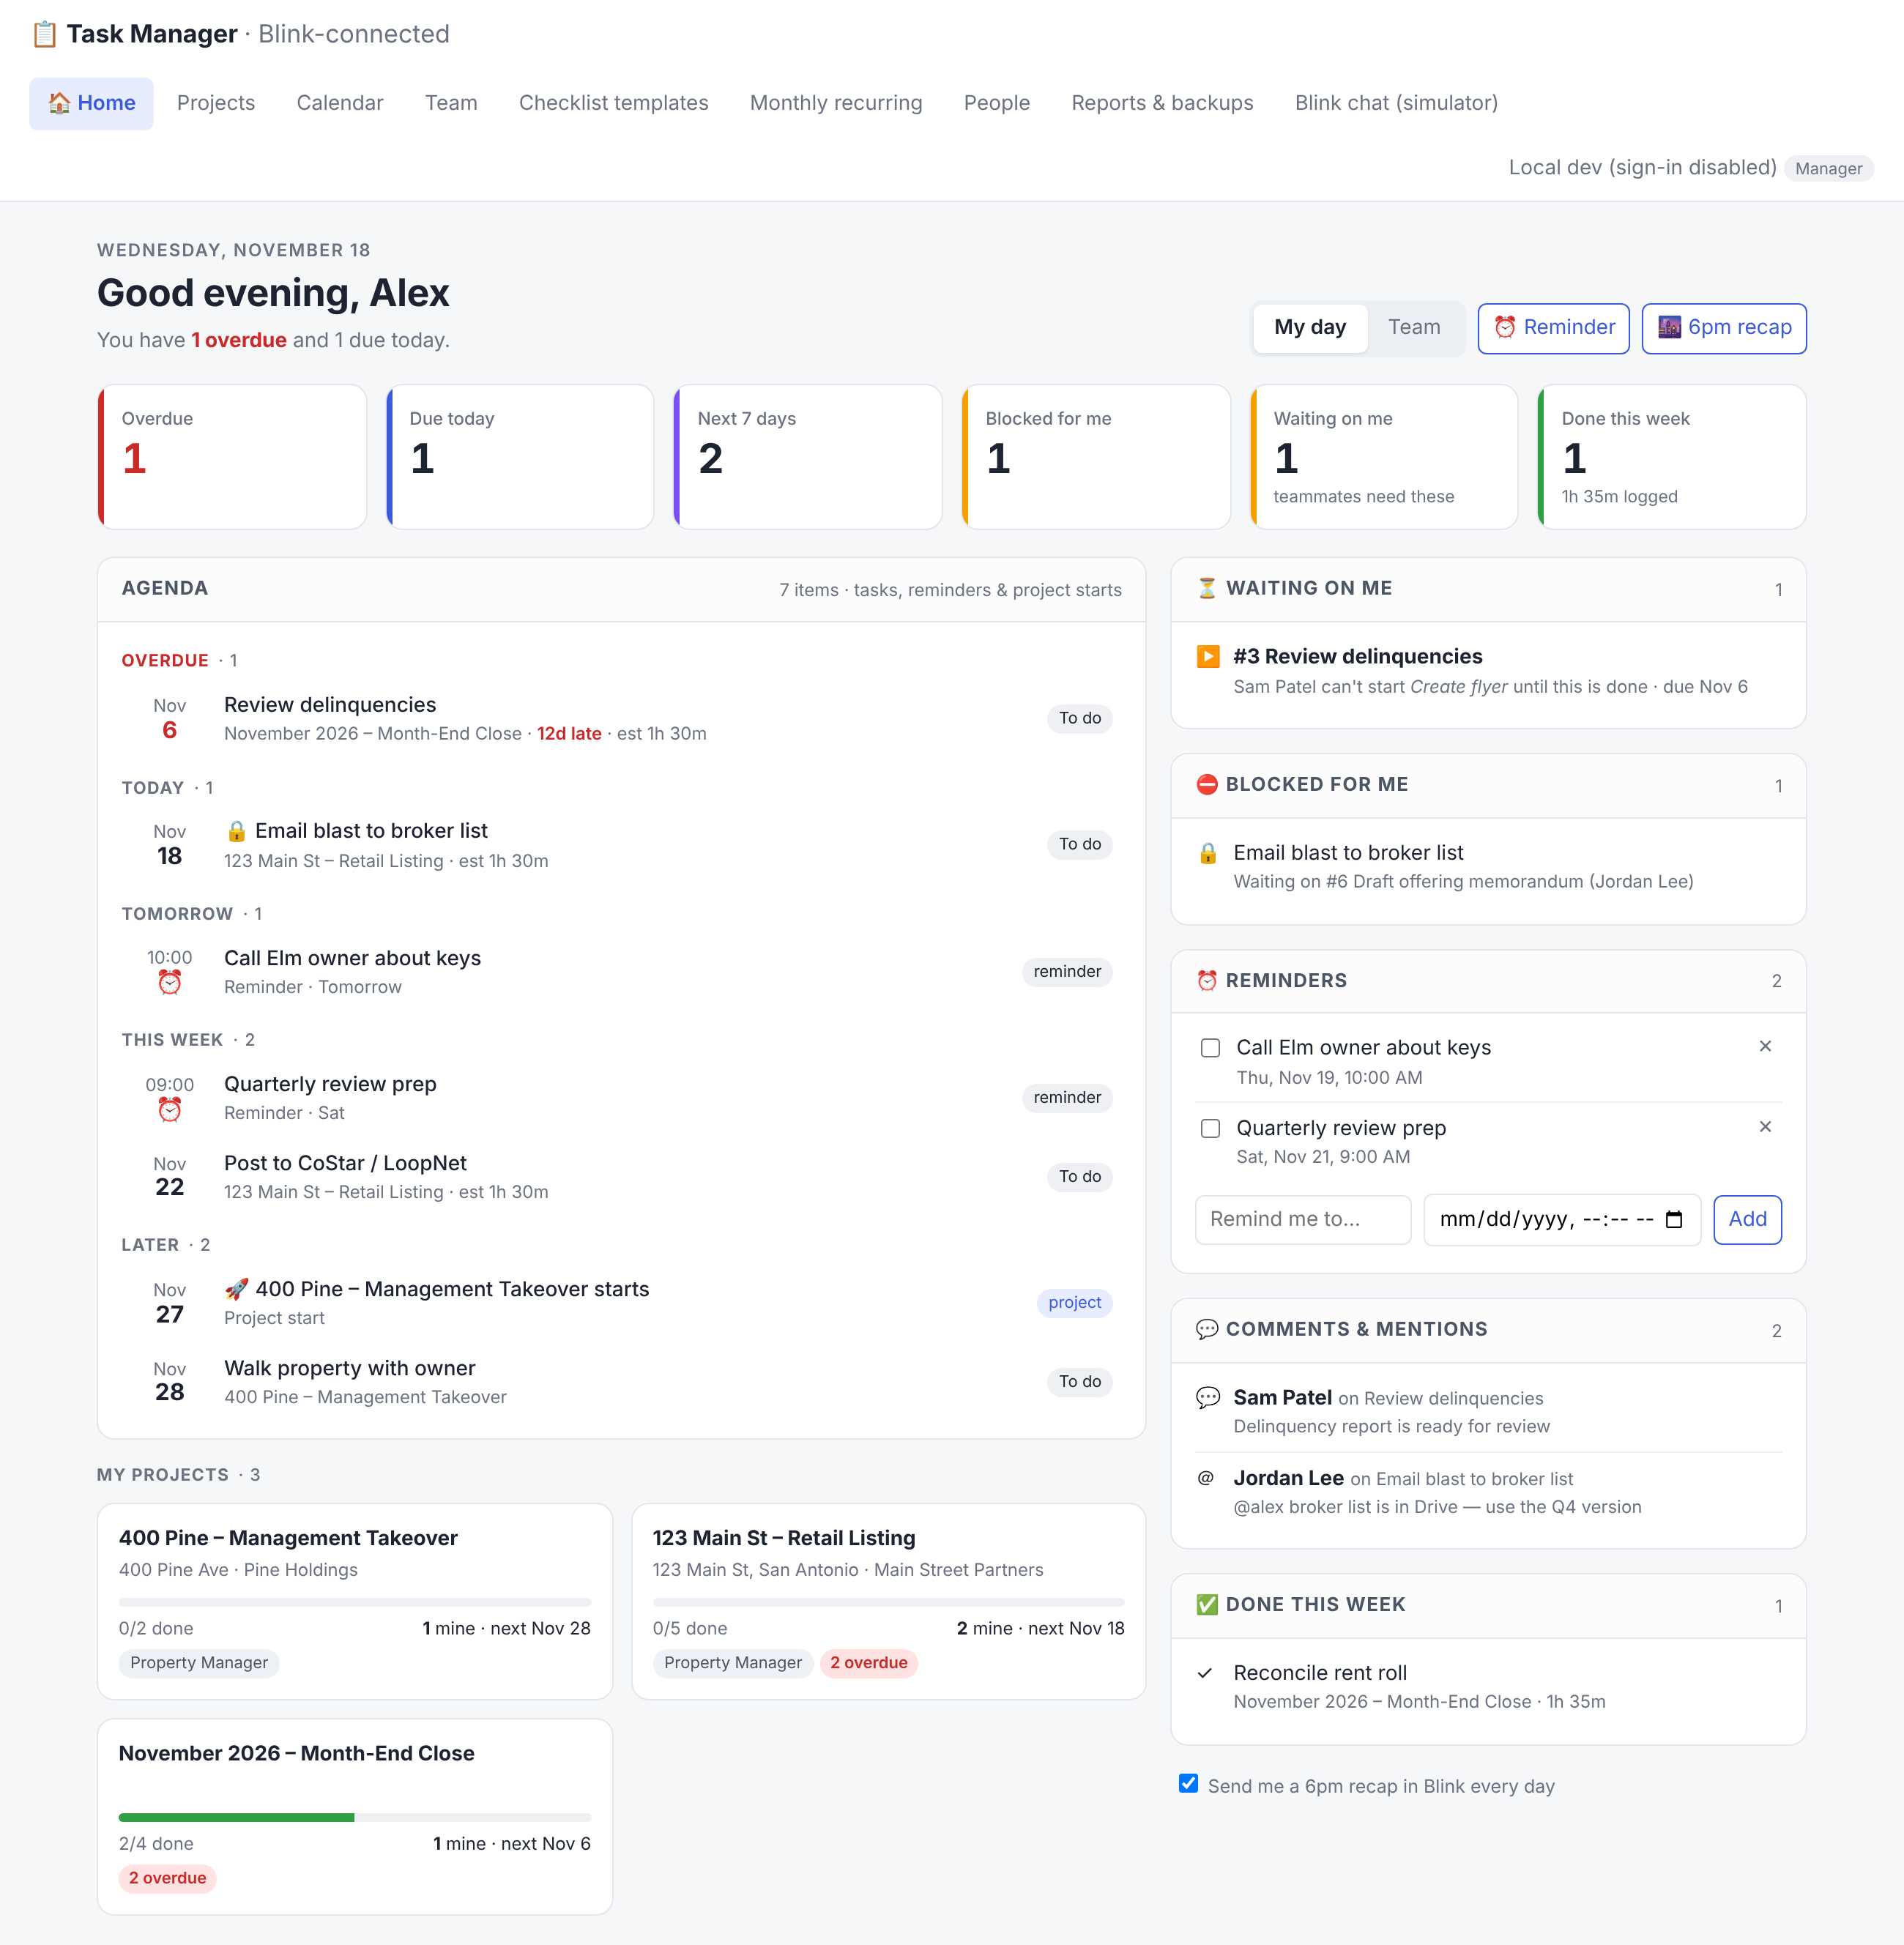 📋 Task Manager · Blink-connected
🏠 Home Projects Calendar Team Checklist templates Monthly recurring People Reports & backups Blink chat (simulator)
Local dev (sign-in disabled) Manager
WEDNESDAY, NOVEMBER 18
Good evening, Alex
You have 1 overdue and 1 due today.
My day Team ⏰ Reminder 🌆 6pm recap
Overdue
1
Due today
1
Next 7 days
2
Blocked for me
1
Waiting on me
1
teammates need these
Done this week
1
1h 35m logged
AGENDA 7 items · tasks, reminders & project starts
OVERDUE · 1
Nov 6
Review delinquencies
November 2026 – Month-End Close · 12d late · est 1h 30m
To do
TODAY · 1
Nov 18
🔒 Email blast to broker list
123 Main St – Retail Listing · est 1h 30m
To do
TOMORROW · 1
10:00 ⏰
Call Elm owner about keys
Reminder · Tomorrow
reminder
THIS WEEK · 2
09:00 ⏰
Quarterly review prep
Reminder · Sat
reminder
Nov 22
Post to CoStar / LoopNet
123 Main St – Retail Listing · est 1h 30m
To do
LATER · 2
Nov 27
🚀 400 Pine – Management Takeover starts
Project start
project
Nov 28
Walk property with owner
400 Pine – Management Takeover
To do
MY PROJECTS · 3
400 Pine – Management Takeover
400 Pine Ave · Pine Holdings
0/2 done 1 mine · next Nov 28
Property Manager
123 Main St – Retail Listing
123 Main St, San Antonio · Main Street Partners
0/5 done 2 mine · next Nov 18
Property Manager 2 overdue
November 2026 – Month-End Close
2/4 done 1 mine · next Nov 6
2 overdue
⏳ WAITING ON ME 1
▶️ #3 Review delinquencies
Sam Patel can't start Create flyer until this is done · due Nov 6
⛔ BLOCKED FOR ME 1
🔒 Email blast to broker list
Waiting on #6 Draft offering memorandum (Jordan Lee)
⏰ REMINDERS 2
Call Elm owner about keys ✕
Thu, Nov 19, 10:00 AM
Quarterly review prep ✕
Sat, Nov 21, 9:00 AM
Remind me to... mm/dd/yyyy, --:-- -- Add
💬 COMMENTS & MENTIONS 2
💬 Sam Patel on Review delinquencies
Delinquency report is ready for review
@ Jordan Lee on Email blast to broker list
@alex broker list is in Drive — use the Q4 version
✅ DONE THIS WEEK 1
✓ Reconcile rent roll
November 2026 – Month-End Close · 1h 35m
Send me a 6pm recap in Blink every day